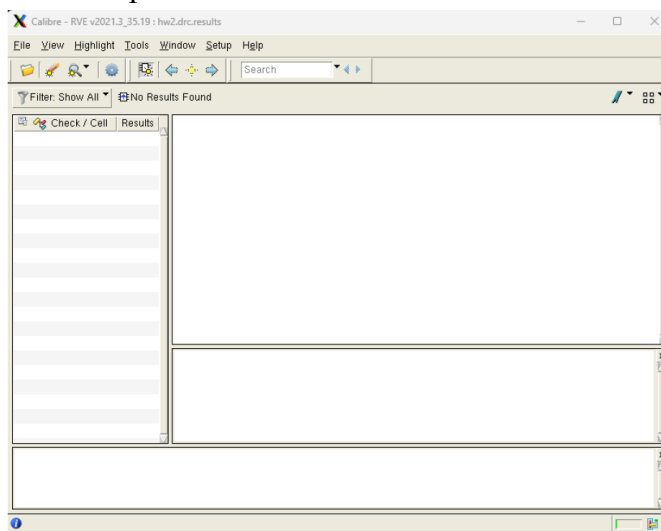 Calibre - RVE v2021.3_35.19 : hw2.drc.results
File View Highlight Tools Window Setup Help
Search
Filter: Show All No Results Found
Check / Cell Results